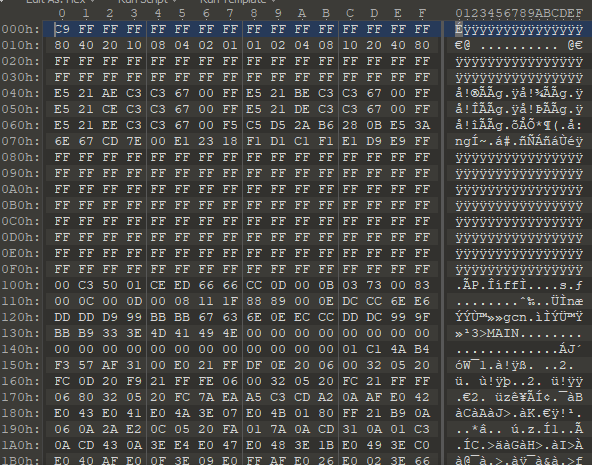 Edit As: Hex Run Script Run Template
0 1 2 3 4 5 6 7 8 9 A B C D E F 0123456789ABCDEF
000h: C9 FF FF FF FF FF FF FF FF FF FF FF FF FF FF FF Éÿÿÿÿÿÿÿÿÿÿÿÿÿÿÿ
010h: 80 40 20 10 08 04 02 01 01 02 04 08 10 20 40 80 €@ .......... @€
020h: FF FF FF FF FF FF FF FF FF FF FF FF FF FF FF FF ÿÿÿÿÿÿÿÿÿÿÿÿÿÿÿÿ
030h: FF FF FF FF FF FF FF FF FF FF FF FF FF FF FF FF ÿÿÿÿÿÿÿÿÿÿÿÿÿÿÿÿ
040h: E5 21 AE C3 C3 67 00 FF E5 21 BE C3 C3 67 00 FF å!®ÃÃg.ÿå!¾ÃÃg.ÿ
050h: E5 21 CE C3 C3 67 00 FF E5 21 DE C3 C3 67 00 FF å!ÎÃÃg.ÿå!ÞÃÃg.ÿ
060h: E5 21 EE C3 C3 67 00 F5 C5 D5 2A B6 28 0B E5 3A å!îÃÃg.õÅÕ*¶(.å:
070h: 6E 67 CD 7E 00 E1 23 18 F1 D1 C1 F1 E1 D9 E9 FF ngÍ~.á#.ñÑÁñáÙéÿ
080h: FF FF FF FF FF FF FF FF FF FF FF FF FF FF FF FF ÿÿÿÿÿÿÿÿÿÿÿÿÿÿÿÿ
090h: FF FF FF FF FF FF FF FF FF FF FF FF FF FF FF FF ÿÿÿÿÿÿÿÿÿÿÿÿÿÿÿÿ
0A0h: FF FF FF FF FF FF FF FF FF FF FF FF FF FF FF FF ÿÿÿÿÿÿÿÿÿÿÿÿÿÿÿÿ
0B0h: FF FF FF FF FF FF FF FF FF FF FF FF FF FF FF FF ÿÿÿÿÿÿÿÿÿÿÿÿÿÿÿÿ
0C0h: FF FF FF FF FF FF FF FF FF FF FF FF FF FF FF FF ÿÿÿÿÿÿÿÿÿÿÿÿÿÿÿÿ
0D0h: FF FF FF FF FF FF FF FF FF FF FF FF FF FF FF FF ÿÿÿÿÿÿÿÿÿÿÿÿÿÿÿÿ
0E0h: FF FF FF FF FF FF FF FF FF FF FF FF FF FF FF FF ÿÿÿÿÿÿÿÿÿÿÿÿÿÿÿÿ
0F0h: FF FF FF FF FF FF FF FF FF FF FF FF FF FF FF FF ÿÿÿÿÿÿÿÿÿÿÿÿÿÿÿÿ
100h: 00 C3 50 01 CE ED 66 66 CC 0D 00 0B 03 73 00 83 .ÃP.ÎíffÌ....s.ƒ
110h: 00 0C 00 0D 00 08 11 1F 88 89 00 0E DC CC 6E E6 ........ˆ‰..ÜÌnæ
120h: DD DD D9 99 BB BB 67 63 6E 0E EC CC DD DC 99 9F ÝÝÙ™»»gcn.ìÌÝÜ™Ÿ
130h: BB B9 33 3E 4D 41 49 4E 00 00 00 00 00 00 00 00 »¹3>MAIN........
140h: 00 00 00 00 00 00 00 00 00 00 00 00 01 C1 4A B4 .............ÁJ´
150h: F3 57 AF 31 00 E0 21 FF DF 0E 20 06 00 32 05 20 óW¯1.à!ÿß. ..2.
160h: FC 0D 20 F9 21 FF FE 06 00 32 05 20 FC 21 FF FF ü. ù!ÿþ..2. ü!ÿÿ
170h: 06 80 32 05 20 FC 7A EA A5 C3 CD A2 0A AF E0 42 .€2. üzê¥ÃÍ¢.¯àB
180h: E0 43 E0 41 E0 4A 3E 07 E0 4B 01 80 FF 21 B9 0A àCàAàJ>.àK.€ÿ!¹.
190h: 06 0A 2A E2 0C 05 20 FA 01 7A 0A CD 31 0A 01 C3 ..*â.. ú.z.Í1..Ã
1A0h: 0A CD 43 0A 3E E4 E0 47 E0 48 3E 1B E0 49 3E C0 .ÍC.>äàGàH>.àI>À
1B0h: E0 40 AF E0 0F 3E 09 E0 FF AF E0 26 E0 02 3E 66 à@¯à.>.àÿ¯à&à.>f